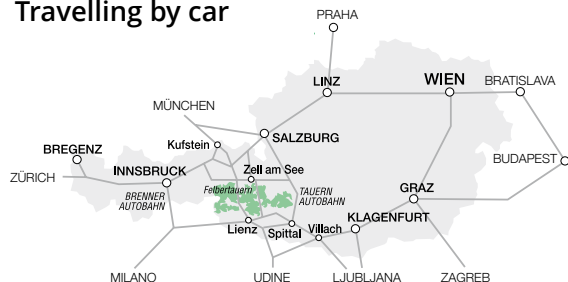 Travelling by car
PRAHA
LINZ
WIEN
BRATISLAVA
MÜNCHEN
SALZBURG
Kufstein
BREGENZ
BUDAPEST
ZÜRICH
INNSBRUCK
Zell am See
BRENNER
AUTOBAHN
Felbertauern
TAUERN
AUTOBAHN
GRAZ
KLAGENFURT
Lienz
Spittal
Villach
MILANO
UDINE
LJUBLJANA
ZAGREB